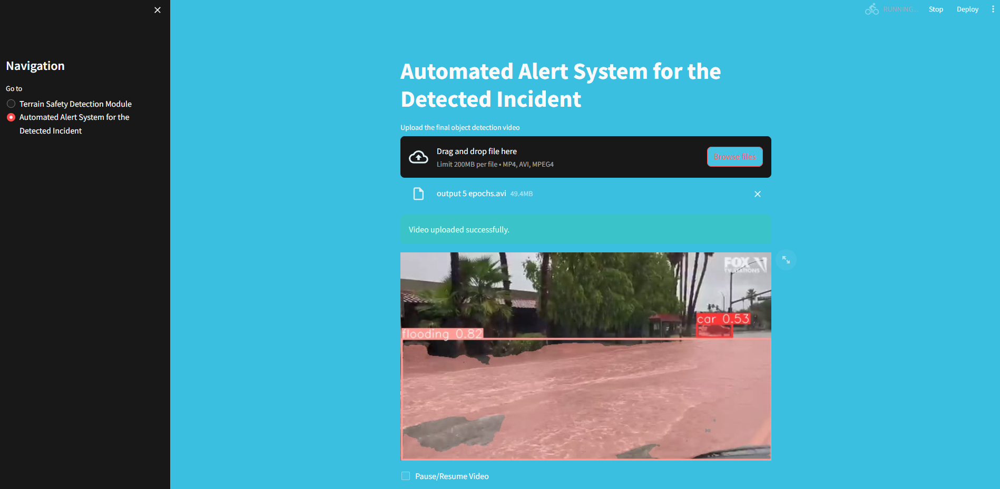 RUNNING...
Stop
Deploy
Navigation
Go to
Terrain Safety Detection Module
Automated Alert System for the
Detected Incident
Automated Alert System for the
Detected Incident
Upload the final object detection video
Drag and drop file here
Limit 200MB per file • MP4, AVI, MPEG4
Browse files
output 5 epochs.avi 49.4MB
Video uploaded successfully.
FOX
TV STATIONS
car 0.53
flooding 0.82
Pause/Resume Video